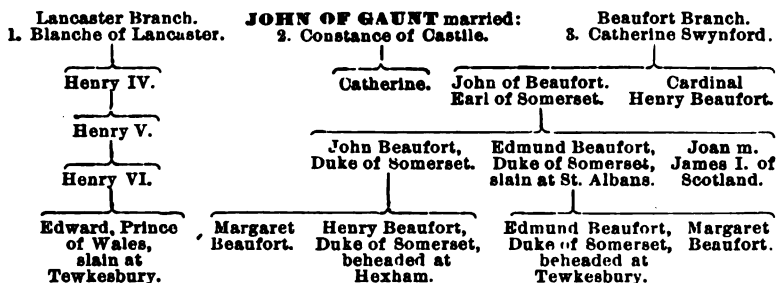 Lancaster Branch. JOHN OF GAUNT married: Beaufort Branch.
1. Blanche of Lancaster. 2. Constance of Castile. 3. Catherine Swynford.
Henry IV. Catherine. John of Beaufort. Cardinal
Earl of Somerset. Henry Beaufort.
Henry V.
John Beaufort, Edmund Beaufort, Joan m.
Duke of Somerset. Duke of Somerset, James I. of
Henry VI. slain at St. Albans. Scotland.
Edward, Prince Margaret Henry Beaufort, Edmund Beaufort, Margaret
of Wales, Beaufort. Duke of Somerset, Duke of Somerset, Beaufort.
slain at beheaded at beheaded at
Tewkesbury. Hexham. Tewkesbury.